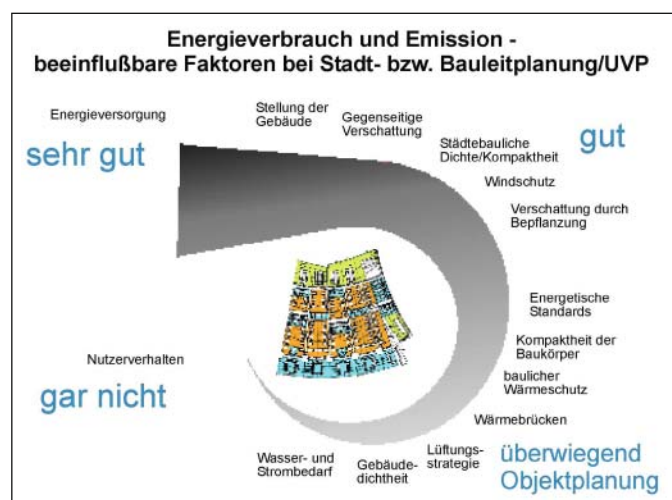 Energieverbrauch und Emission -
beeinflußbare Faktoren bei Stadt- bzw. Bauleitplanung/UVP
Energieversorgung
sehr gut
Stellung der
Gebäude
Gegenseitige
Verschattung
Städtebauliche
Dichte/Kompaktheit
gut
Windschutz
Verschattung durch
Bepflanzung
Energetische
Standards
Kompaktheit der
Baukörper
baulicher
Wärmeschutz
Wärmebrücken
Lüftungs-
strategie
überwiegend
Objektplanung
Gebäude-
dichtheit
Wasser- und
Strombedarf
Nutzerverhalten
gar nicht